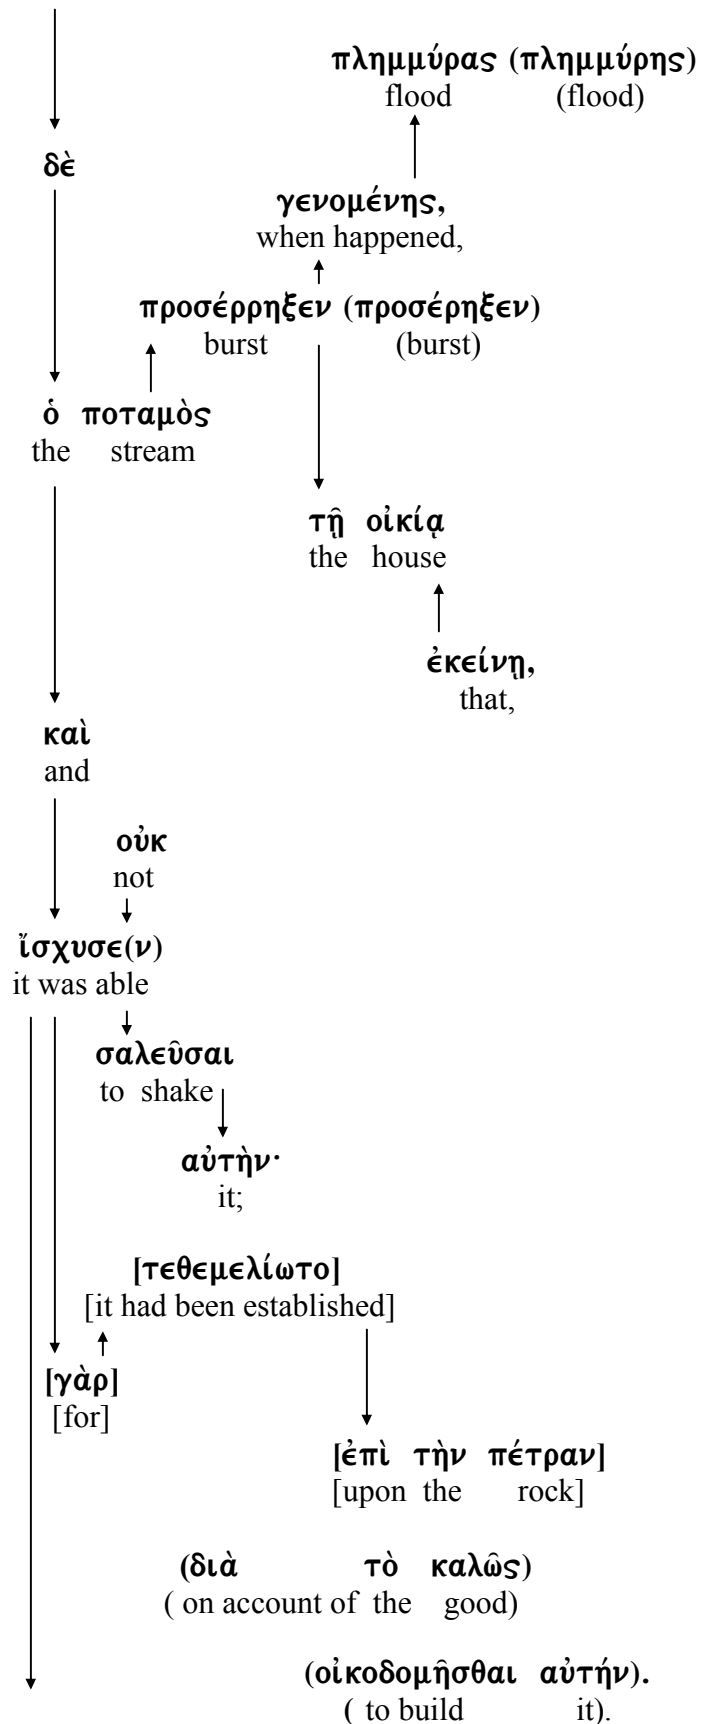 πλημμύρας (πλημμύρης)
flood (flood)
δὲ
γενομένης,
when happened,
προσέρρηξεν (προσέρηξεν)
burst (burst)
ὁ ποταμὸς
the stream
τῇ οἰκίᾳ
the house
ἐκείνῃ,
that,
καὶ
and
οὐκ
not
ἴσχυσε(ν)
it was able
σαλεῦσαι
to shake
αὐτὴν·
it;
[τεθεμελίωτο]
[it had been established]
[γὰρ]
[for]
[ἐπὶ τὴν πέτραν]
[upon the rock]
(διὰ τὸ καλῶς)
( on account of the good)
(οἰκοδομῆσθαι αὐτήν).
( to build it).